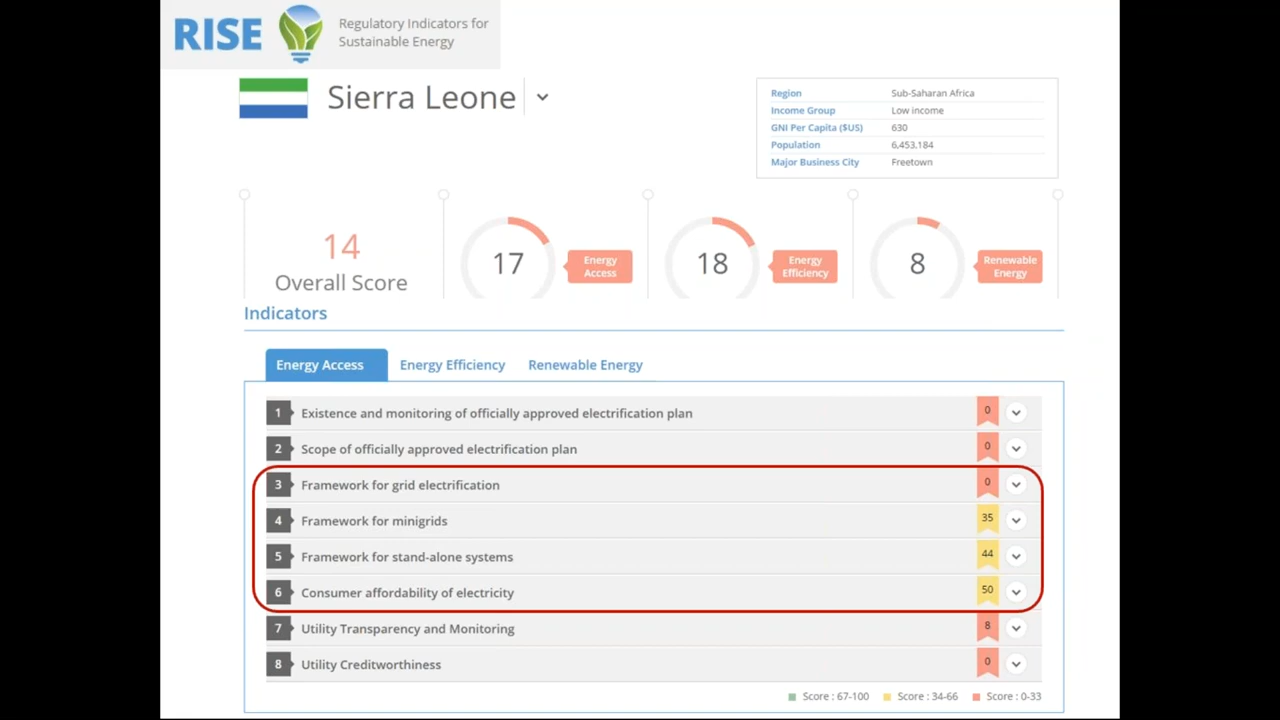 RISE
Regulatory Indicators for
Sustainable Energy
Sierra Leone
Region Sub-Saharan Africa
Income Group Low income
GNI Per Capita ($US) 630
Population 6,453,184
Major Business City Freetown
14
Overall Score
17
Energy
Access
18
Energy
Efficiency
8
Renewable
Energy
Indicators
Energy Access Energy Efficiency Renewable Energy
1 Existence and monitoring of officially approved electrification plan 0
2 Scope of officially approved electrification plan 0
3 Framework for grid electrification 0
4 Framework for minigrids 35
5 Framework for stand-alone systems 44
6 Consumer affordability of electricity 50
7 Utility Transparency and Monitoring 8
8 Utility Creditworthiness 0
Score : 67-100 Score : 34-66 Score : 0-33